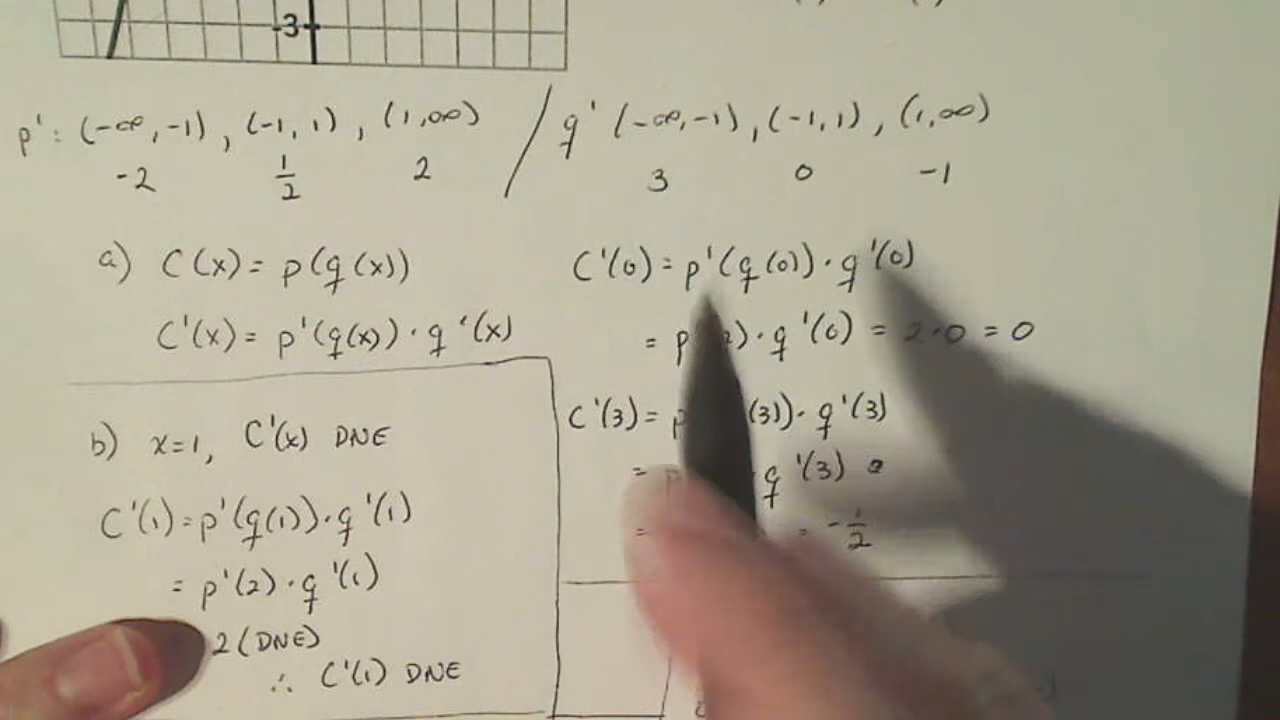 -3
p' : (-∞, -1) , (-1, 1) , (1, ∞) / q' (-∞, -1) , (-1, 1) , (1, ∞)
-2 1/2 2 3 0 -1
a) C(x) = p(q(x))
C'(x) = p'(q(x)) · q'(x)
C'(0) = p'(q(0)) · q'(0)
= p 2) · q'(0) = 2·0 = 0
C'(3) = p (3)) · q'(3)
= p q'(3)
= = -1/2
b) x=1, C'(x) DNE
C'(1) = p'(q(1)) · q'(1)
= p'(2) · q'(1)
2 (DNE)
∴ C'(1) DNE